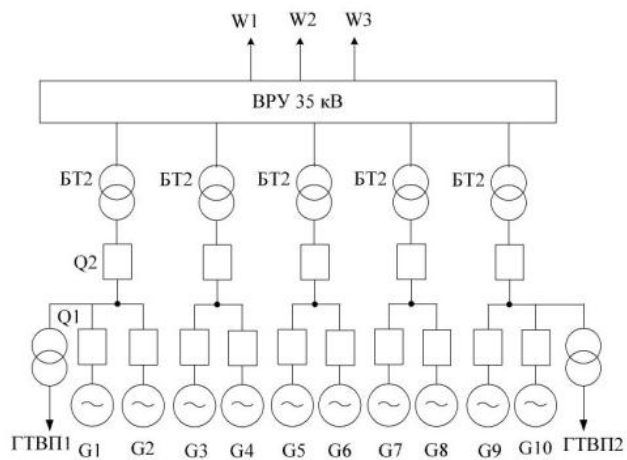 W1 W2 W3
ВРУ 35 кВ
БТ2 БТ2 БТ2 БТ2 БТ2
Q2
Q1
ГТВП1 G1 G2 G3 G4 G5 G6 G7 G8 G9 G10 ГТВП2